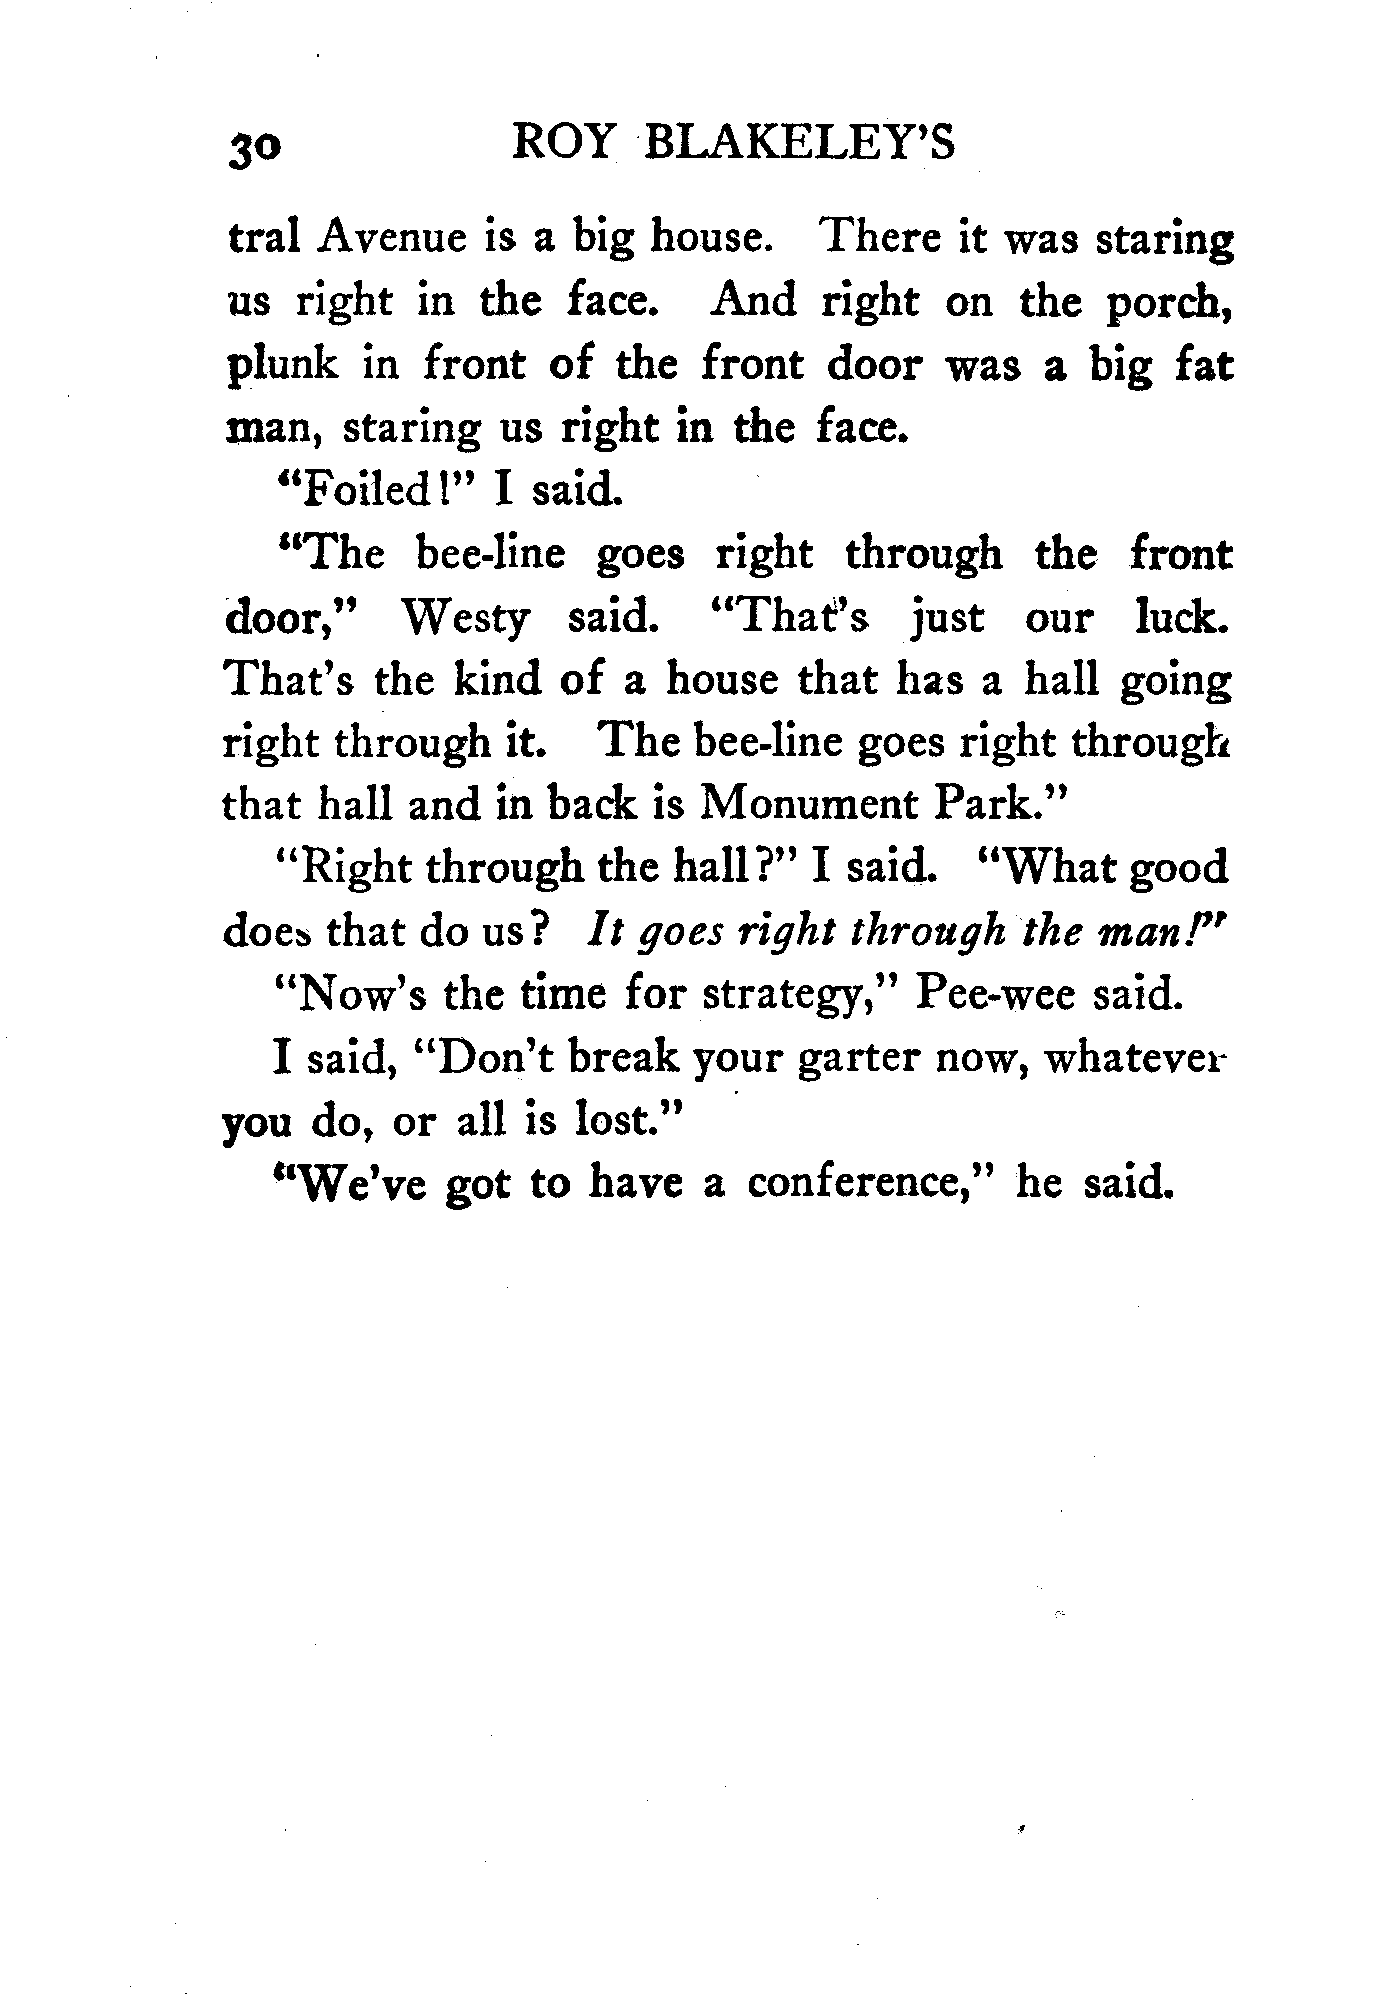 30 ROY BLAKELEY'S
tral Avenue is a big house. There it was staring
us right in the face. And right on the porch,
plunk in front of the front door was a big fat
man, staring us right in the face.
"Foiled!" I said.
"The bee-line goes right through the front
door," Westy said. "That's just our luck.
That's the kind of a house that has a hall going
right through it. The bee-line goes right through
that hall and in back is Monument Park."
"Right through the hall?" I said. "What good
does that do us? It goes right through the man!"
"Now's the time for strategy," Pee-wee said.
I said, "Don't break your garter now, whatever
you do, or all is lost."
"We've got to have a conference," he said.